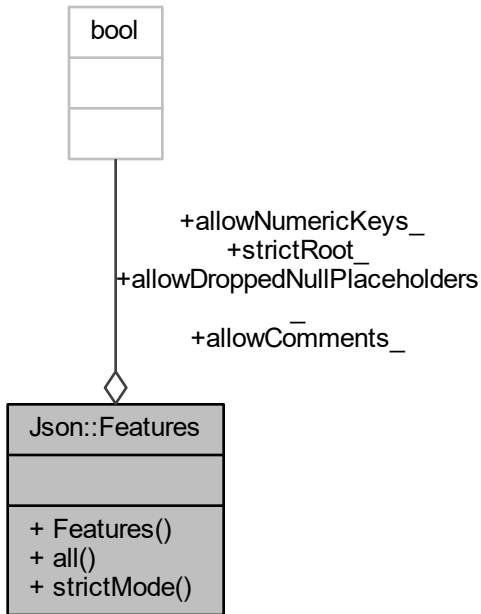 bool
+allowNumericKeys_
+strictRoot_
+allowDroppedNullPlaceholders
_
+allowComments_
Json::Features
+ Features()
+ all()
+ strictMode()